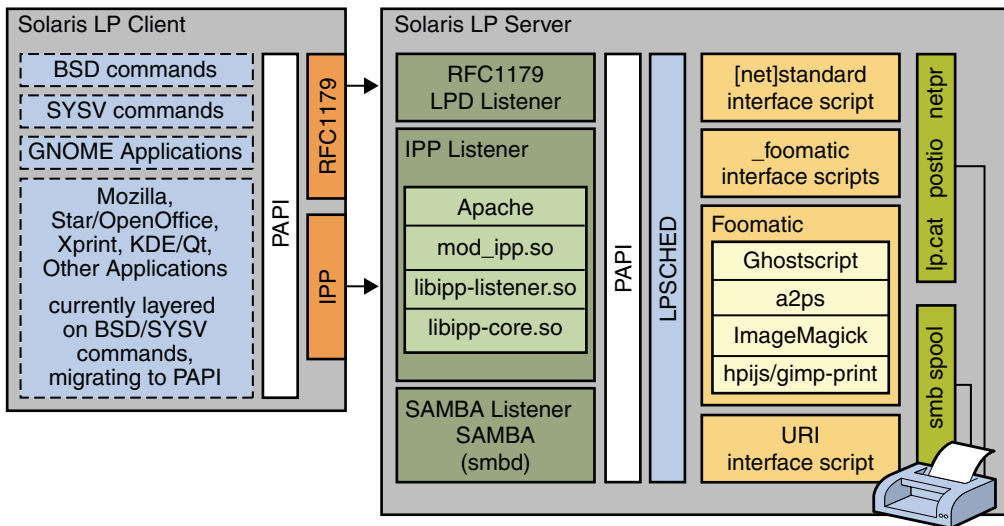 Solaris LP Client
BSD commands
SYSV commands
GNOME Applications
Mozilla,
Star/OpenOffice,
Xprint, KDE/Qt,
Other Applications
currently layered
on BSD/SYSV
commands,
migrating to PAPI
PAPI
RFC1179
IPP
Solaris LP Server
RFC1179
LPD Listener
IPP Listener
Apache
mod_ipp.so
libipp-listener.so
libipp-core.so
SAMBA Listener
SAMBA
(smbd)
PAPI
LPSCHED
[net]standard
interface script
_foomatic
interface scripts
Foomatic
Ghostscript
a2ps
ImageMagick
hpijs/gimp-print
URI
interface script
lp.cat postio netpr
smb spool